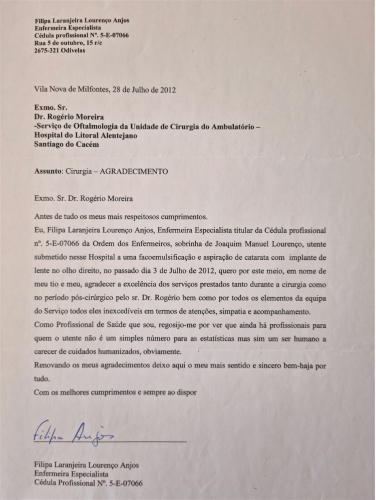 Filipa Laranjeira Lourenço Anjos
Enfermeira Especialista
Cédula profissional Nº. 5-E-07066
Rua 5 de outubro, 15 r/c
2675-321 Odivelas
Vila Nova de Milfontes, 28 de Julho de 2012
Exmo. Sr.
Dr. Rogério Moreira
-Serviço de Oftalmologia da Unidade de Cirurgia do Ambulatório –
Hospital do Litoral Alentejano
Santiago do Cacém
Assunto: Cirurgia – AGRADECIMENTO
Exmo. Sr. Dr. Rogério Moreira
Antes de tudo os meus mais respeitosos cumprimentos.
Eu, Filipa Laranjeira Lourenço Anjos, Enfermeira Especialista titular da Cédula profissional
nº. 5-E-07066 da Ordem dos Enfermeiros, sobrinha de Joaquim Manuel Lourenço, utente
submetido nesse Hospital a uma facoemulsificação e aspiração de catarata com implante de
lente no olho direito, no passado dia 3 de Julho de 2012, quero por este meio, em nome de
meu tio e meu, agradecer a excelência dos serviços prestados tanto durante a cirurgia como
no período pós-cirúrgico pelo sr. Dr. Rogério bem como por todos os elementos da equipa
do Serviço todos eles inexcedíveis em termos de atenções, simpatia e acompanhamento.
Como Profissional de Saúde que sou, regosijo-me por ver que ainda há profissionais para
quem o utente não é um simples número para as estatísticas mas sim um ser humano a
carecer de cuidados humanizados, obviamente.
Renovando os meus agradecimentos deixo aqui o meu mais sentido e sincero bem-haja por
tudo.
Com os melhores cumprimentos e sempre ao dispor
Filipa Anjos
Filipa Laranjeira Lourenço Anjos
Enfermeira Especialista
Cédula Profissional Nº 5-E-07066